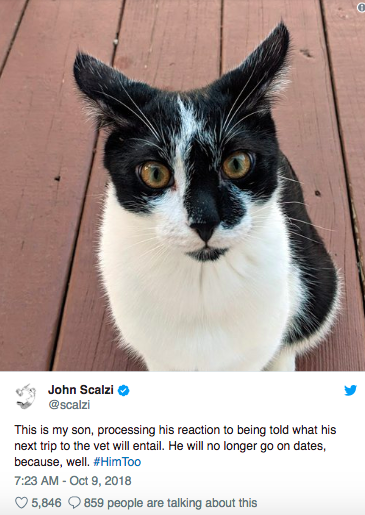 John Scalzi
@scalzi
This is my son, processing his reaction to being told what his
next trip to the vet will entail. He will no longer go on dates,
because, well. #HimToo
7:23 AM - Oct 9, 2018
5,846 859 people are talking about this